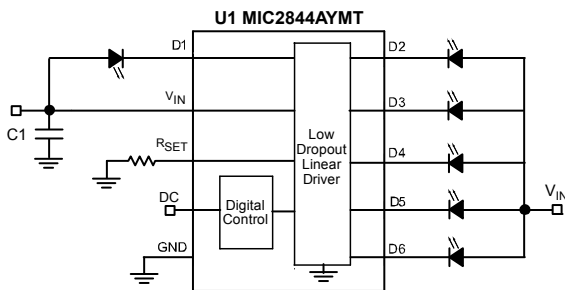 U1 MIC2844AYMT
D1
D2
VIN
D3
C1
RSET
Low
Dropout
Linear
Driver
D4
DC
Digital
Control
D5
VIN
GND
D6